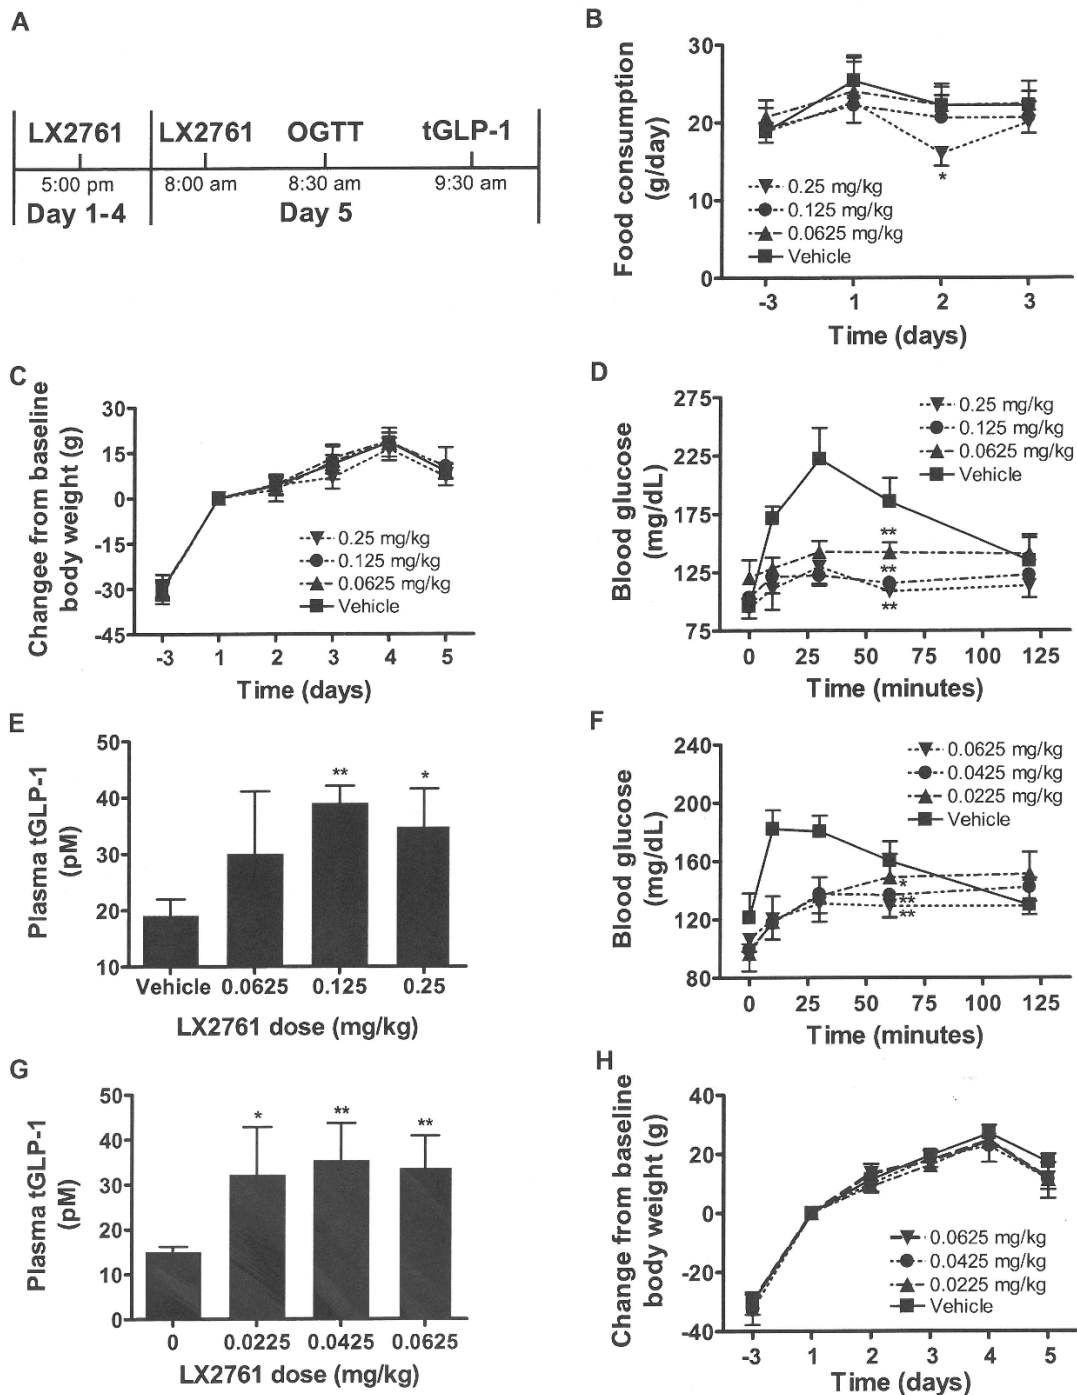 A
LX2761 LX2761 OGTT tGLP-1
5:00 pm 8:00 am 8:30 am 9:30 am
Day 1-4 Day 5
B
Food consumption
(g/day)
30
20
10
0
*
0.25 mg/kg
0.125 mg/kg
0.0625 mg/kg
Vehicle
-3 1 2 3
Time (days)
C
Changee from baseline
body weight (g)
30
15
0
-15
-30
-45
0.25 mg/kg
0.125 mg/kg
0.0625 mg/kg
Vehicle
-3 1 2 3 4 5
Time (days)
D
Blood glucose
(mg/dL)
275
225
175
125
75
0.25 mg/kg
0.125 mg/kg
0.0625 mg/kg
Vehicle
**
**
**
0 25 50 75 100 125
Time (minutes)
E
Plasma tGLP-1
(pM)
50
40
30
20
10
** *
Vehicle 0.0625 0.125 0.25
LX2761 dose (mg/kg)
F
Blood glucose
(mg/dL)
240
200
160
120
80
0.0625 mg/kg
0.0425 mg/kg
0.0225 mg/kg
Vehicle
*
**
**
0 25 50 75 100 125
Time (minutes)
G
Plasma tGLP-1
(pM)
50
40
30
20
10
0
* ** **
0 0.0225 0.0425 0.0625
LX2761 dose (mg/kg)
H
Change from baseline
body weight (g)
40
20
0
-20
-40
0.0625 mg/kg
0.0425 mg/kg
0.0225 mg/kg
Vehicle
-3 1 2 3 4 5
Time (days)